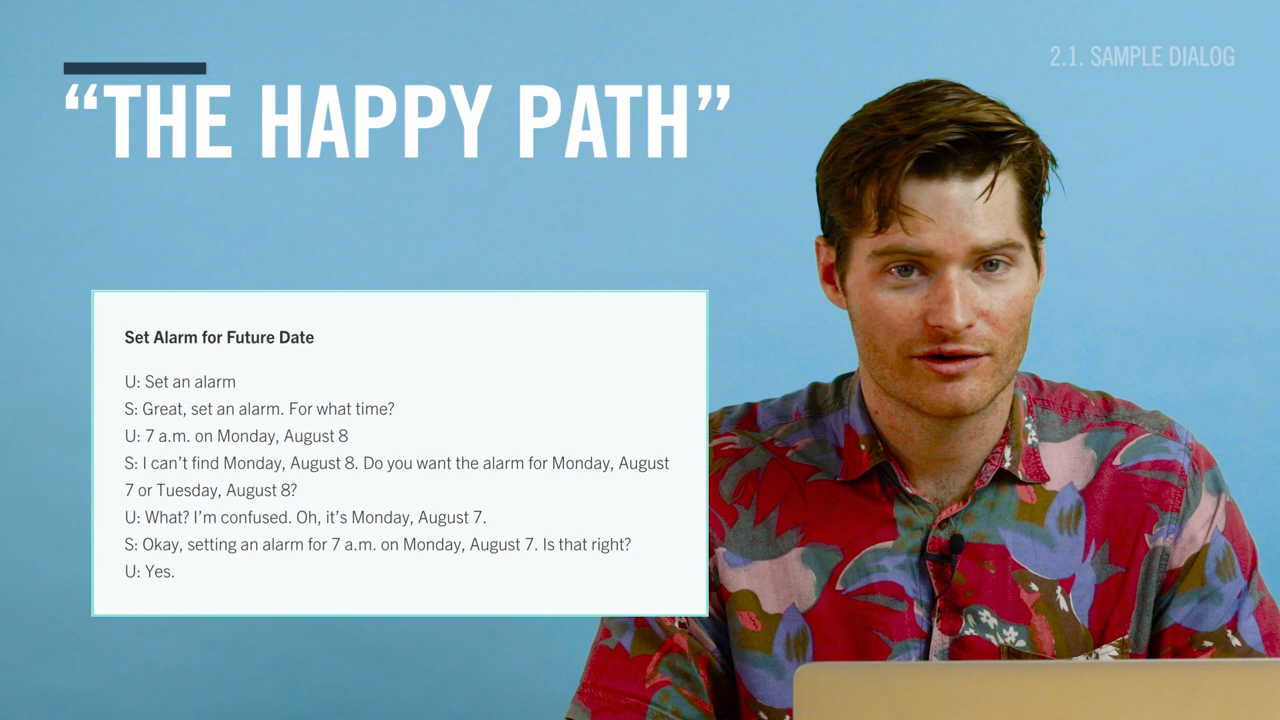 2.1. SAMPLE DIALOG
“THE HAPPY PATH”
Set Alarm for Future Date
U: Set an alarm
S: Great, set an alarm. For what time?
U: 7 a.m. on Monday, August 8
S: I can’t find Monday, August 8. Do you want the alarm for Monday, August
7 or Tuesday, August 8?
U: What? I’m confused. Oh, it’s Monday, August 7.
S: Okay, setting an alarm for 7 a.m. on Monday, August 7. Is that right?
U: Yes.